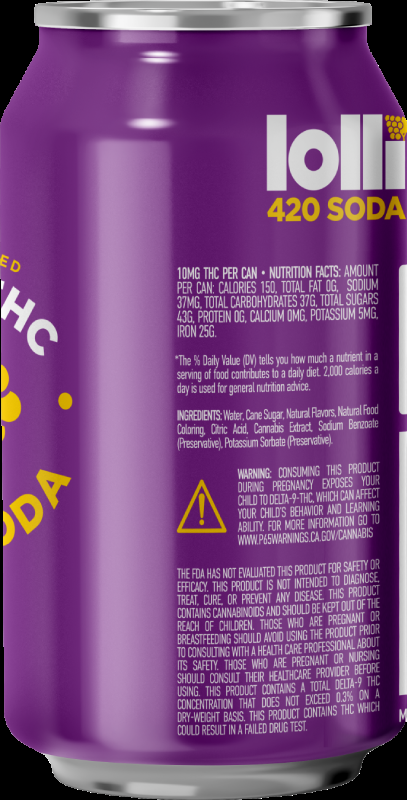 lolli
420 SODA
ED
THC
ODA
10MG THC PER CAN • NUTRITION FACTS: AMOUNT
PER CAN: CALORIES 150, TOTAL FAT 0G, SODIUM
37MG, TOTAL CARBOHYDRATES 37G, TOTAL SUGARS
43G, PROTEIN 0G, CALCIUM 0MG, POTASSIUM 5MG,
IRON 25G.
*The % Daily Value (DV) tells you how much a nutrient in a
serving of food contributes to a daily diet. 2,000 calories a
day is used for general nutrition advice.
INGREDIENTS: Water, Cane Sugar, Natural Flavors, Natural Food
Coloring, Citric Acid, Cannabis Extract, Sodium Benzoate
(Preservative), Potassium Sorbate (Preservative).
WARNING: CONSUMING THIS PRODUCT
DURING PREGNANCY EXPOSES YOUR
CHILD TO DELTA-9-THC, WHICH CAN AFFECT
YOUR CHILD'S BEHAVIOR AND LEARNING
ABILITY. FOR MORE INFORMATION GO TO
WWW.P65WARNINGS.CA.GOV/CANNABIS
THE FDA HAS NOT EVALUATED THIS PRODUCT FOR SAFETY OR
EFFICACY. THIS PRODUCT IS NOT INTENDED TO DIAGNOSE,
TREAT, CURE, OR PREVENT ANY DISEASE. THIS PRODUCT
CONTAINS CANNABINOIDS AND SHOULD BE KEPT OUT OF THE
REACH OF CHILDREN. THOSE WHO ARE PREGNANT OR
BREASTFEEDING SHOULD AVOID USING THE PRODUCT PRIOR
TO CONSULTING WITH A HEALTH CARE PROFESSIONAL ABOUT
ITS SAFETY. THOSE WHO ARE PREGNANT OR NURSING
SHOULD CONSULT THEIR HEALTHCARE PROVIDER BEFORE
USING. THIS PRODUCT CONTAINS A TOTAL DELTA-9 THC
CONCENTRATION THAT DOES NOT EXCEED 0.3% ON A
DRY-WEIGHT BASIS. THIS PRODUCT CONTAINS THC WHICH
COULD RESULT IN A FAILED DRUG TEST.
M